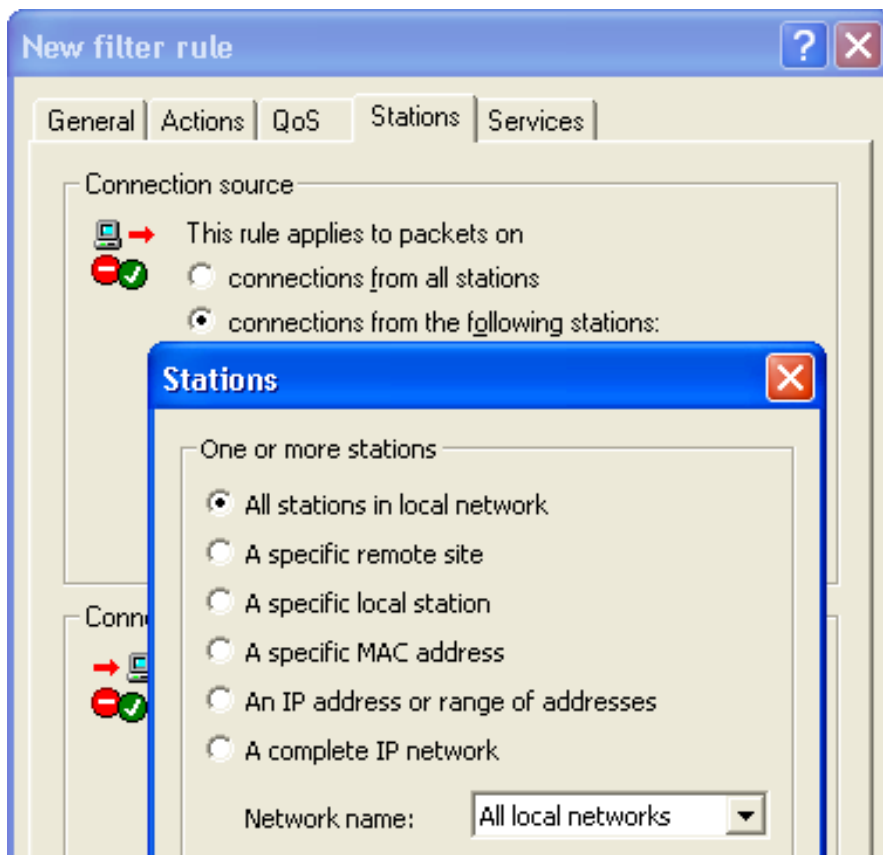 New filter rule
General Actions QoS Stations Services
Connection source
This rule applies to packets on
connections from all stations
connections from the following stations:
Stations
One or more stations
All stations in local network
A specific remote site
A specific local station
A specific MAC address
An IP address or range of addresses
A complete IP network
Network name: All local networks